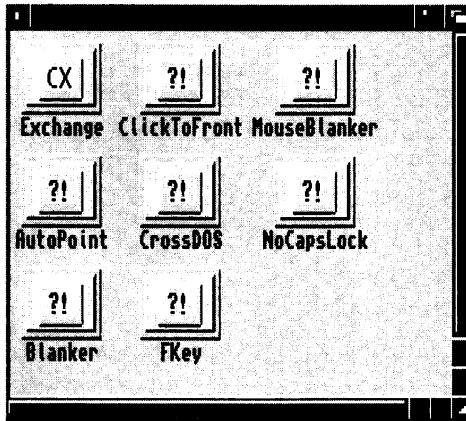 CX ?! ?!
Exchange ClickToFront MouseBlanker
?! ?! ?!
AutoPoint CrossDOS NoCapsLock
?! ?!
Blanker FKey